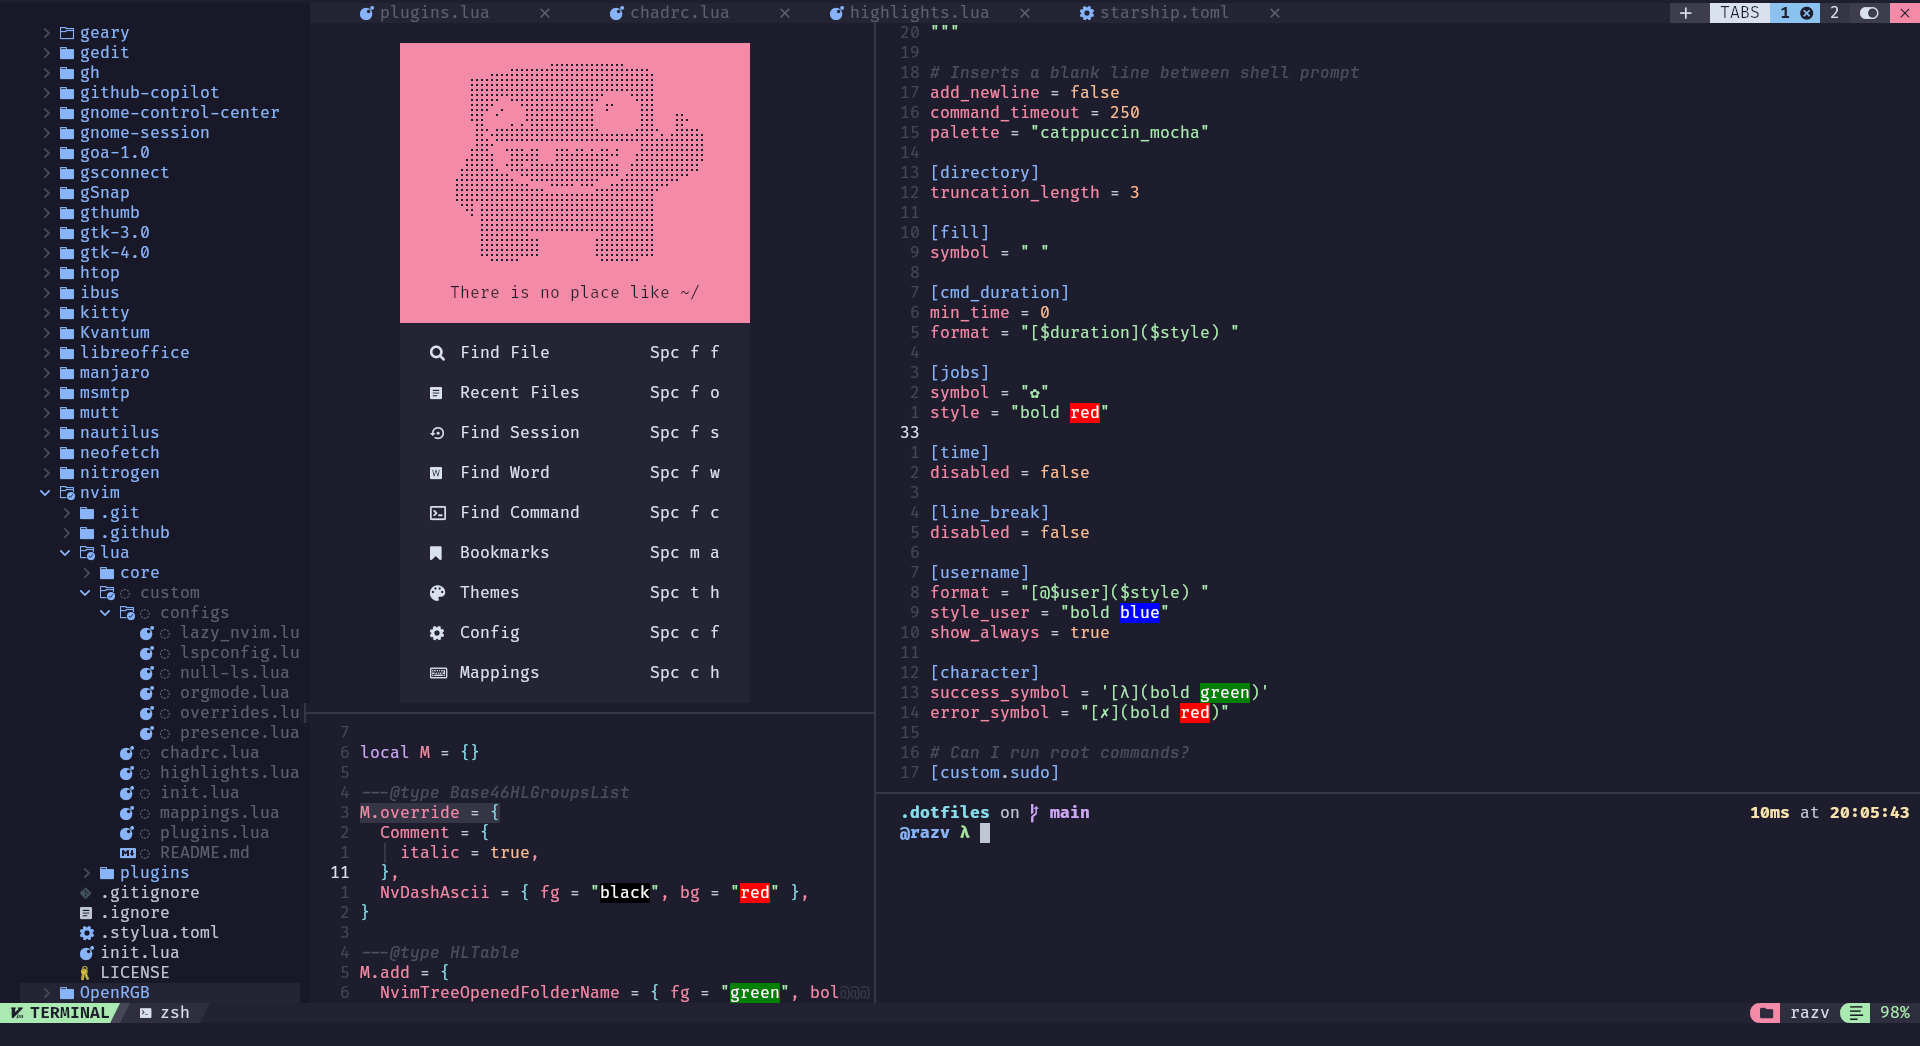 plugins.lua × chadrc.lua × highlights.lua × starship.toml ×
+ TABS 1 2 ×
geary
gedit
gh
github-copilot
gnome-control-center
gnome-session
goa-1.0
gsconnect
gSnap
gthumb
gtk-3.0
gtk-4.0
htop
ibus
kitty
Kvantum
libreoffice
manjaro
msmtp
mutt
nautilus
neofetch
nitrogen
nvim
.git
.github
lua
core
custom
configs
lazy_nvim.lu
lspconfig.lu
null-ls.lua
orgmode.lua
overrides.lu
presence.lua
chadrc.lua
highlights.lua
init.lua
mappings.lua
plugins.lua
README.md
plugins
.gitignore
.ignore
.stylua.toml
init.lua
LICENSE
OpenRGB
There is no place like ~/
Find File Spc f f
Recent Files Spc f o
Find Session Spc f s
Find Word Spc f w
Find Command Spc f c
Bookmarks Spc m a
Themes Spc t h
Config Spc c f
Mappings Spc c h
7
6 local M = {}
5
4 ---@type Base46HLGroupsList
3 M.override = {
2 Comment = {
1 italic = true,
11 },
1 NvDashAscii = { fg = "black", bg = "red" },
2 }
3
4 ---@type HLTable
5 M.add = {
6 NvimTreeOpenedFolderName = { fg = "green", bol@@@
20 """
19
18 # Inserts a blank line between shell prompt
17 add_newline = false
16 command_timeout = 250
15 palette = "catppuccin_mocha"
14
13 [directory]
12 truncation_length = 3
11
10 [fill]
9 symbol = " "
8
7 [cmd_duration]
6 min_time = 0
5 format = "[$duration]($style) "
4
3 [jobs]
2 symbol = "✿"
1 style = "bold red"
33
1 [time]
2 disabled = false
3
4 [line_break]
5 disabled = false
6
7 [username]
8 format = "[@$user]($style) "
9 style_user = "bold blue"
10 show_always = true
11
12 [character]
13 success_symbol = '[λ](bold green)'
14 error_symbol = "[✗](bold red)"
15
16 # Can I run root commands?
17 [custom.sudo]
.dotfiles on main 10ms at 20:05:43
@razv λ
TERMINAL zsh razv 98%